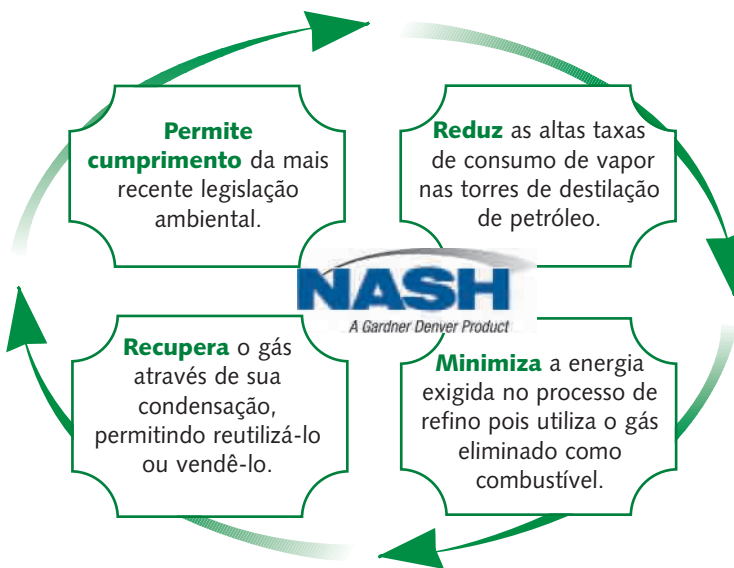 Permite
cumprimento da mais
recente legislação
ambiental.
Reduz as altas taxas
de consumo de vapor
nas torres de destilação
de petróleo.
NASH
A Gardner Denver Product
Recupera o gás
através de sua
condensação,
permitindo reutilizá-lo
ou vendê-lo.
Minimiza a energia
exigida no processo de
refino pois utiliza o gás
eliminado como
combustível.